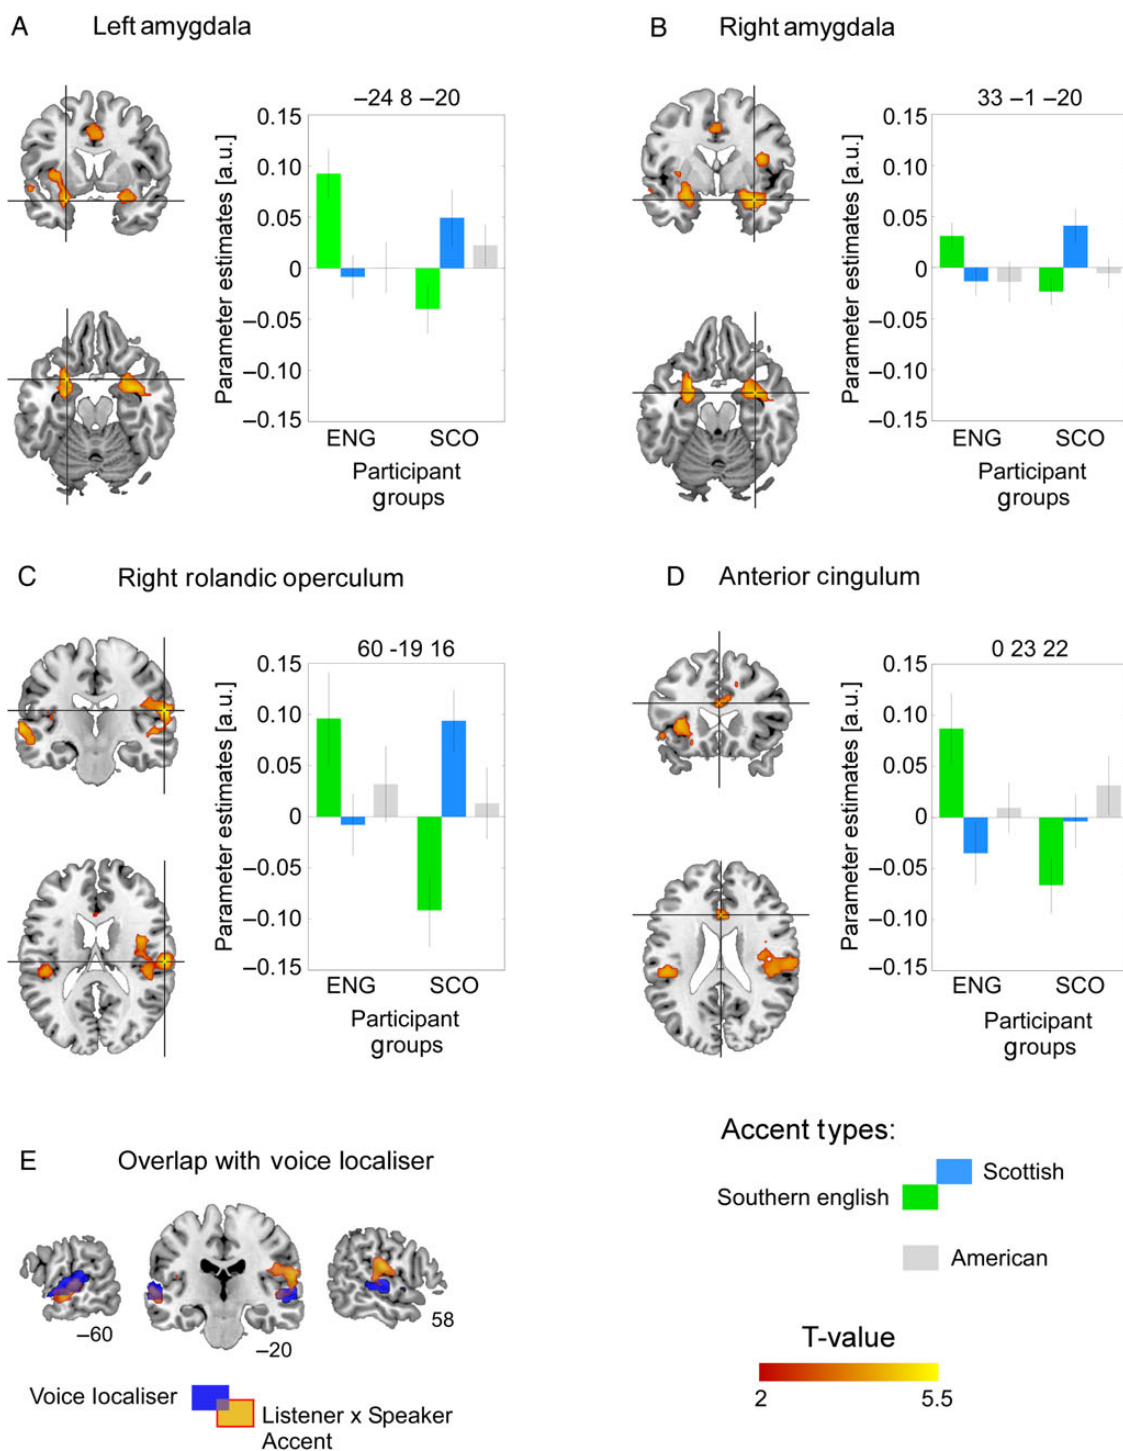 A Left amygdala
B Right amygdala
–24 8 –20
33 –1 –20
Parameter estimates [a.u.]
0.15
0.10
0.05
0
–0.05
–0.10
–0.15
ENG SCO
Participant
groups
Parameter estimates [a.u.]
0.15
0.10
0.05
0
–0.05
–0.10
–0.15
ENG SCO
Participant
groups
C Right rolandic operculum
D Anterior cingulum
60 -19 16
0 23 22
Parameter estimates [a.u.]
0.15
0.10
0.05
0
–0.05
–0.10
–0.15
ENG SCO
Participant
groups
Parameter estimates [a.u.]
0.15
0.10
0.05
0
–0.05
–0.10
–0.15
ENG SCO
Participant
groups
E Overlap with voice localiser
–60
–20
58
Voice localiser
Listener x Speaker
Accent
Accent types:
Scottish
Southern english
American
T-value
2 5.5